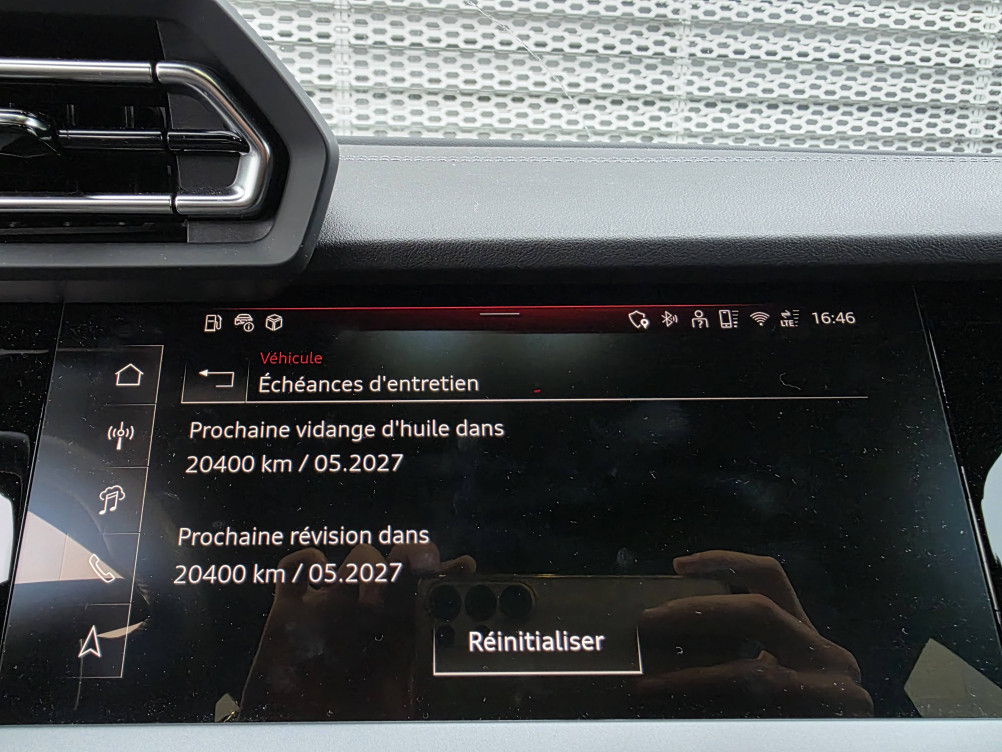 LTE
16:46
Véhicule
Échéances d'entretien
Prochaine vidange d'huile dans
20400 km / 05.2027
Prochaine révision dans
20400 km / 05.2027
Réinitialiser